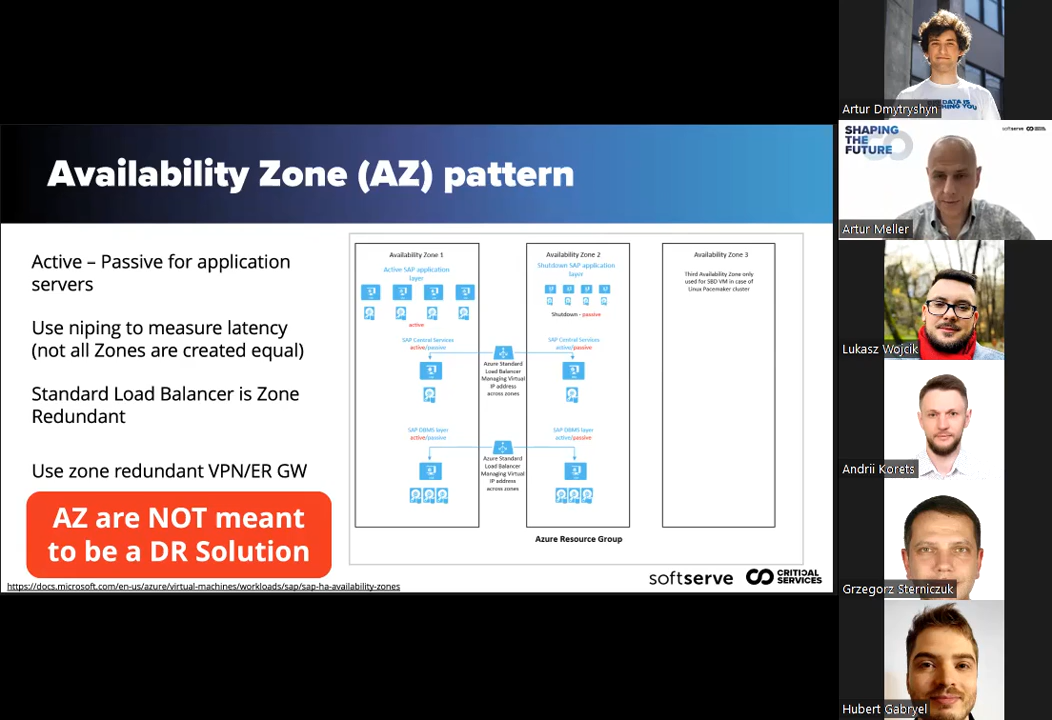 Availability Zone (AZ) pattern
Active – Passive for application
servers
Use niping to measure latency
(not all Zones are created equal)
Standard Load Balancer is Zone
Redundant
Use zone redundant VPN/ER GW
AZ are NOT meant
to be a DR Solution
https://docs.microsoft.com/en-us/azure/virtual-machines/workloads/sap/sap-ha-availability-zones
Availability Zone 1
Active SAP application
layer
active
SAP Central Services
active/passive
SAP DBMS layer
active/passive
Azure Standard
Load Balancer
Managing Virtual
IP address
across zones
Azure Standard
Load Balancer
Managing Virtual
IP address
across zones
Availability Zone 2
Shutdown SAP application
layer
Shutdown - passive
SAP Central Services
active/passive
SAP DBMS layer
active/passive
Availability Zone 3
Third Availability Zone only
used for SBD VM in case of
Linux Pacemaker cluster
Azure Resource Group
softserve
CRITICAL
SERVICES
Artur Dmytryshyn
SHAPING
THE
FUTURE
softserve
Artur Meller
Lukasz Wojcik
Andrii Korets
Grzegorz Sterniczuk
Hubert Gabryel